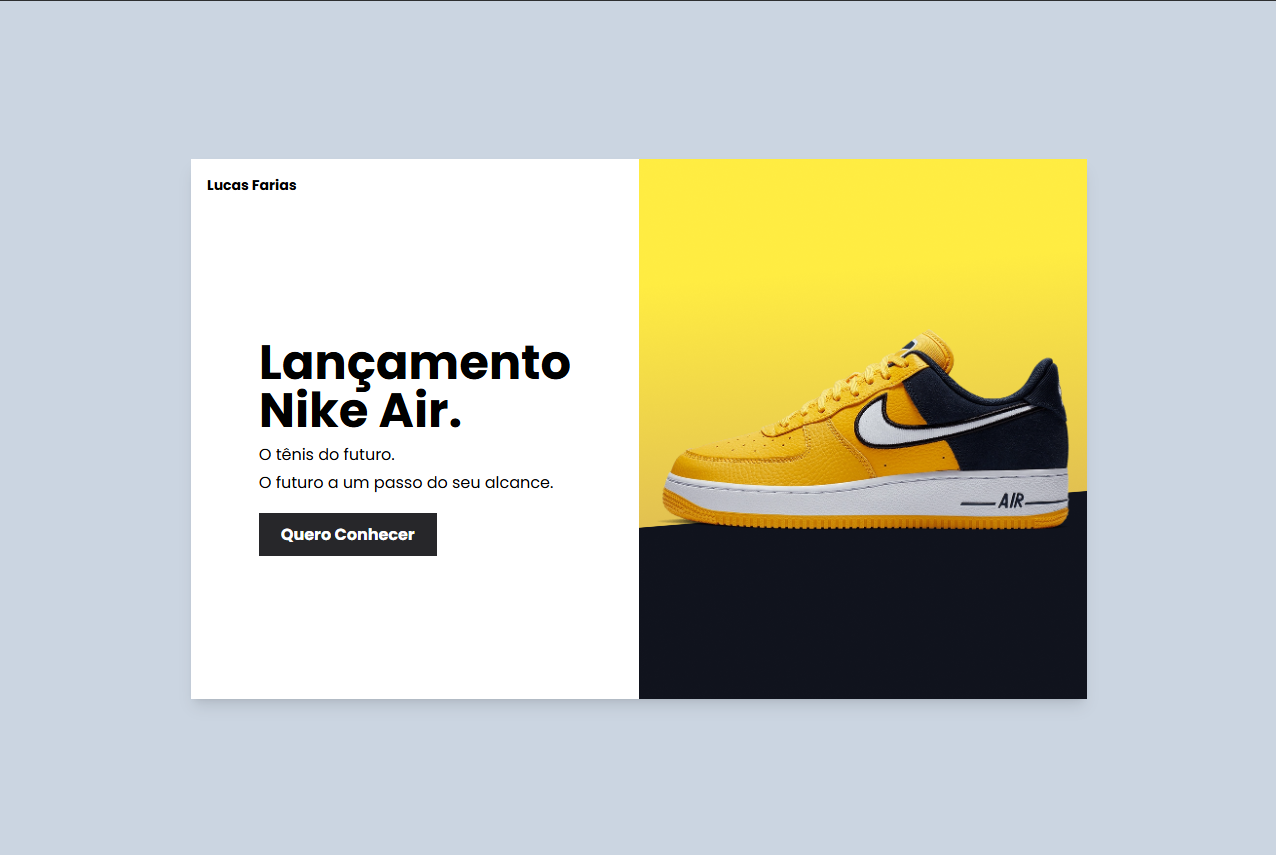 Lucas Farias
Lançamento
Nike Air.
O tênis do futuro.
O futuro a um passo do seu alcance.
Quero Conhecer
AIR